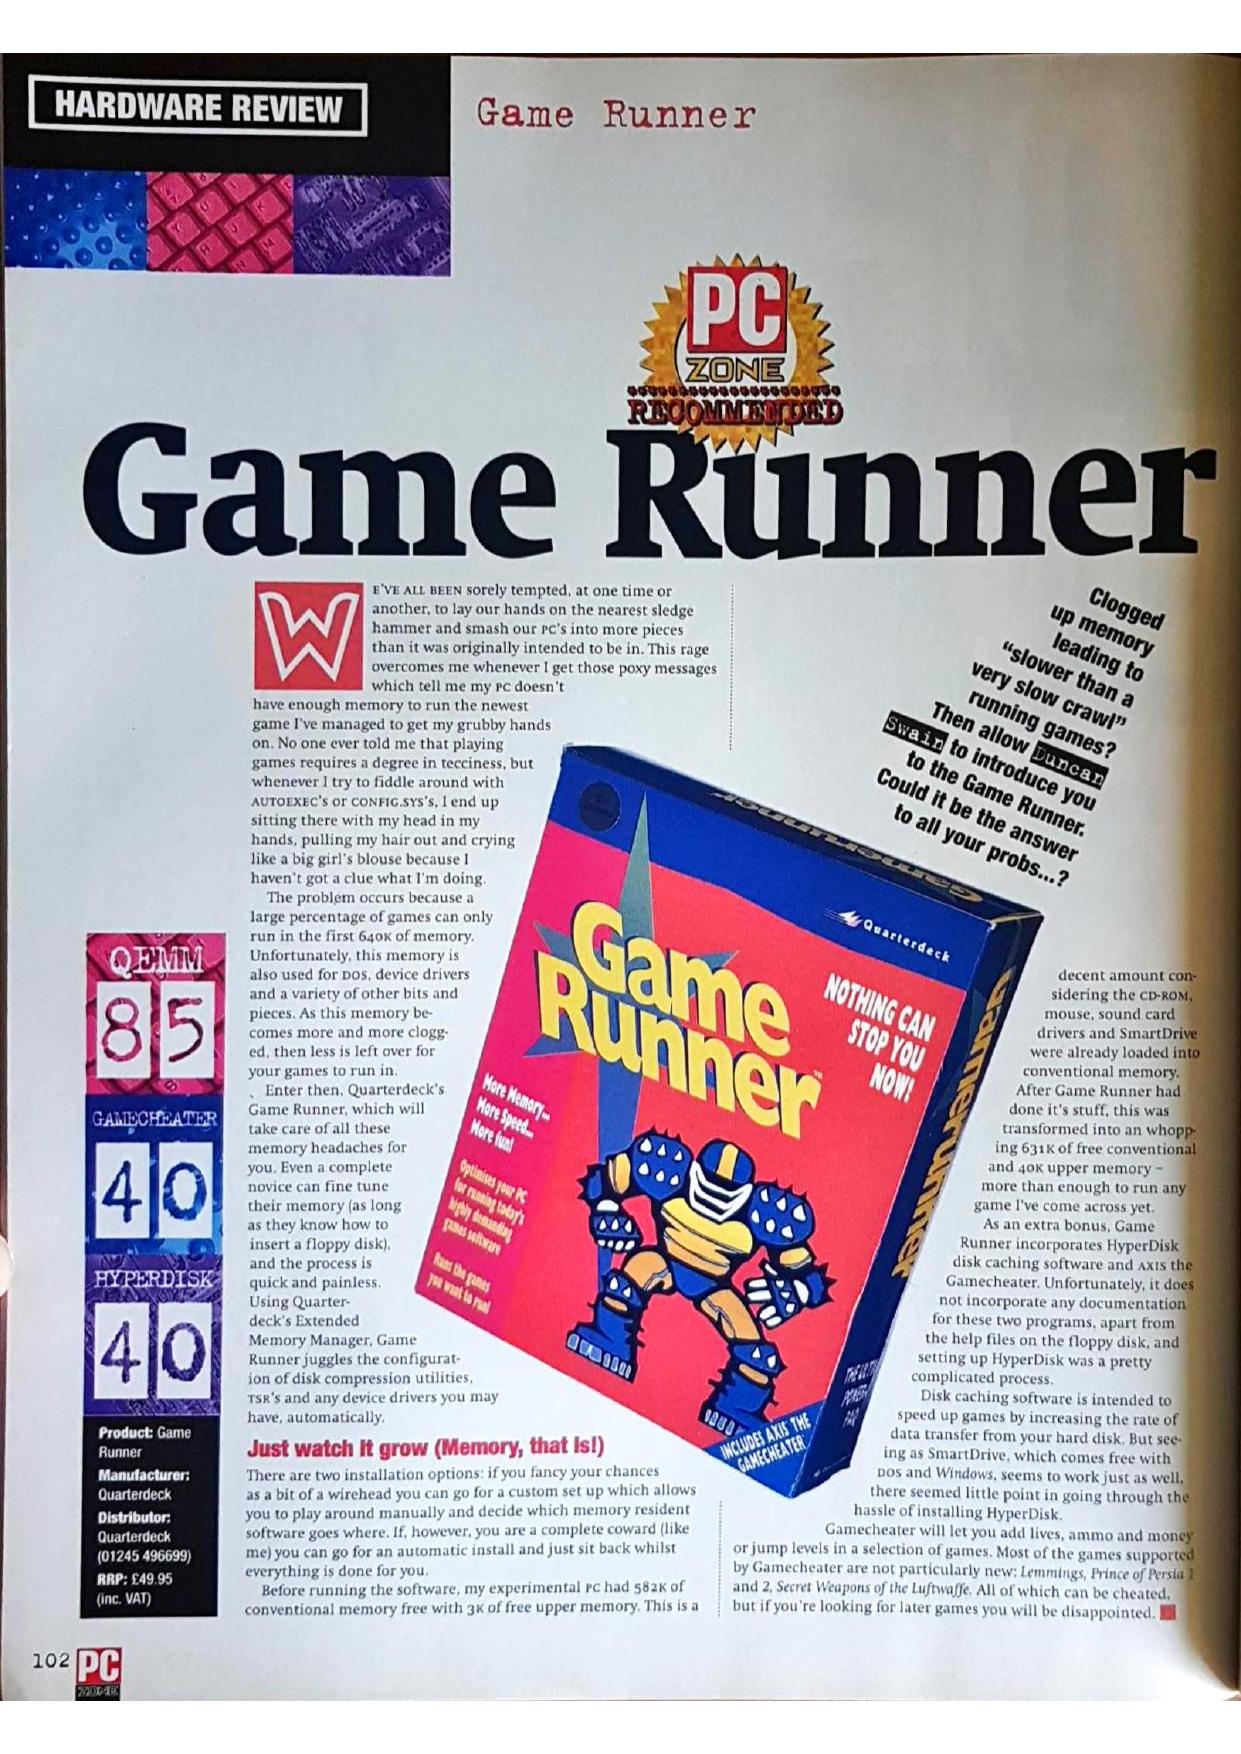 HARDWARE REVIEW
Game Runner
PC
ZONE
RECOMMENDED
Game Runner
Clogged
up memory
leading to
“slower than a
very slow crawl”
running games?
Then allow Duncan
Swain to introduce you
to the Game Runner.
Could it be the answer
to all your probs...?
WE'VE ALL BEEN sorely tempted, at one time or
another, to lay our hands on the nearest sledge
hammer and smash our PC's into more pieces
than it was originally intended to be in. This rage
overcomes me whenever I get those poxy messages
which tell me my PC doesn't
have enough memory to run the newest
game I've managed to get my grubby hands
on. No one ever told me that playing
games requires a degree in tecciness, but
whenever I try to fiddle around with
AUTOEXEC'S or CONFIG.SYS'S, I end up
sitting there with my head in my
hands, pulling my hair out and crying
like a big girl's blouse because I
haven't got a clue what I'm doing.
The problem occurs because a
large percentage of games can only
run in the first 640K of memory.
Unfortunately, this memory is
also used for DOS, device drivers
and a variety of other bits and
pieces. As this memory be-
comes more and more clogg-
ed, then less is left over for
your games to run in.
Enter then, Quarterdeck's
Game Runner, which will
take care of all these
memory headaches for
you. Even a complete
novice can fine tune
their memory (as long
as they know how to
insert a floppy disk),
and the process is
quick and painless.
Using Quarter-
deck's Extended
Memory Manager, Game
Runner juggles the configurat-
ion of disk compression utilities,
TSR's and any device drivers you may
have, automatically.
Just watch it grow (Memory, that is!)
There are two installation options: if you fancy your chances
as a bit of a wirehead you can go for a custom set up which allows
you to play around manually and decide which memory resident
software goes where. If, however, you are a complete coward (like
me) you can go for an automatic install and just sit back whilst
everything is done for you.
Before running the software, my experimental PC had 582K of
conventional memory free with 3K of free upper memory. This is a
decent amount con-
sidering the CD-ROM,
mouse, sound card
drivers and SmartDrive
were already loaded into
conventional memory.
After Game Runner had
done it's stuff, this was
transformed into an whopp-
ing 631K of free conventional
and 40K upper memory –
more than enough to run any
game I've come across yet.
As an extra bonus, Game
Runner incorporates HyperDisk
disk caching software and AXIS the
Gamecheater. Unfortunately, it does
not incorporate any documentation
for these two programs, apart from
the help files on the floppy disk, and
setting up HyperDisk was a pretty
complicated process.
Disk caching software is intended to
speed up games by increasing the rate of
data transfer from your hard disk. But see-
ing as SmartDrive, which comes free with
DOS and Windows, seems to work just as well,
there seemed little point in going through the
hassle of installing HyperDisk.
Gamecheater will let you add lives, ammo and money
or jump levels in a selection of games. Most of the games supported
by Gamecheater are not particularly new: Lemmings, Prince of Persia 1
and 2, Secret Weapons of the Luftwaffe. All of which can be cheated,
but if you're looking for later games you will be disappointed.
Gamerunner
Quarterdeck
Game
Runner
NOTHING CAN
STOP YOU
NOW!
More Memory...
More Speed...
More fun!
Optimises your PC
for running today's
highly demanding
games software
Runs the games
you want to run!
INCLUDES AXIS THE
GAMECHEATER
Gamerunner
QEMM
85
GAMECHEATER
40
HYPERDISK
40
Product: Game
Runner
Manufacturer:
Quarterdeck
Distributor:
Quarterdeck
(01245 496699)
RRP: £49.95
(inc. VAT)
102 PC
ZONE